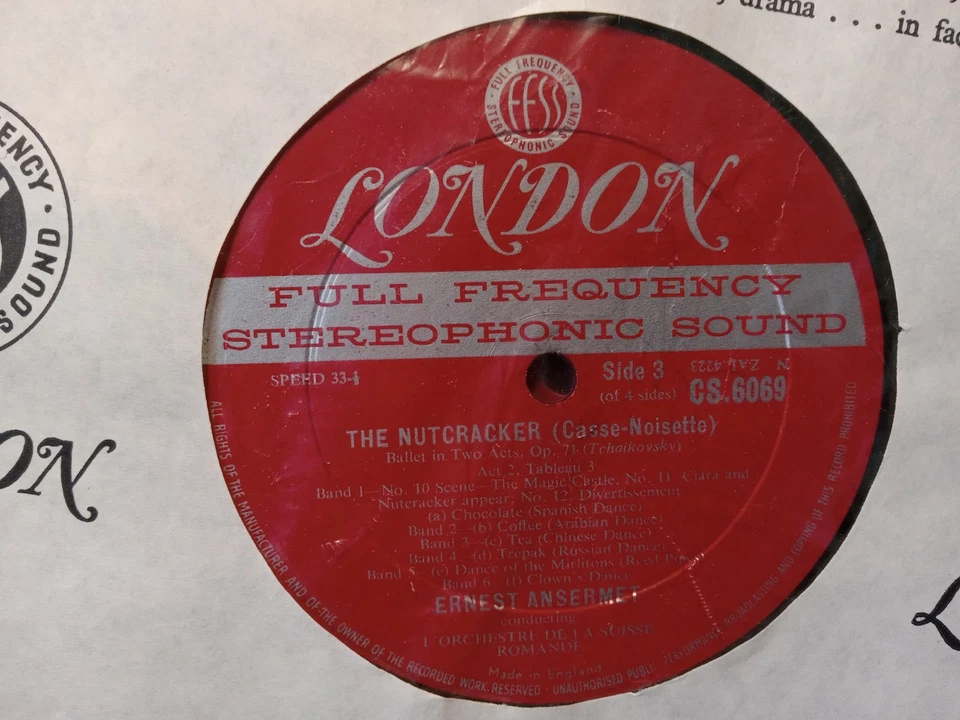 drama . . . in fac
ENCY · SOUND
ON
FULL FREQUENCY · STEREOPHONIC SOUND ·
FFSS
LONDON
FULL FREQUENCY
STEREOPHONIC SOUND
SPEED 33-⅓
Side 3
(of 4 sides)
N ZAL 4223
CS 6069
THE NUTCRACKER (Casse-Noisette)
Ballet in Two Acts, Op. 71 (Tchaikovsky)
Act 2, Tableau 3
Band 1—No. 10 Scene—The Magic Castle, No. 11 Clara and
Nutcracker appear, No. 12 Divertissement
(a) Chocolate (Spanish Dance)
Band 2—(b) Coffee (Arabian Dance)
Band 3—(c) Tea (Chinese Dance)
Band 4—(d) Trepak (Russian Dance)
Band 5—(e) Dance of the Mirlitons (Reed
Band 6—(f) Clown's Dance
ERNEST ANSERMET
conducting
L'ORCHESTRE DE LA SUISSE
ROMANDE
Made in England
ALL RIGHTS OF THE MANUFACTURER AND OF THE OWNER OF THE RECORDED WORK RESERVED · UNAUTHORISED PUBLIC PERFORMANCE BROADCASTING AND COPYING OF THIS RECORD PROHIBITED
L